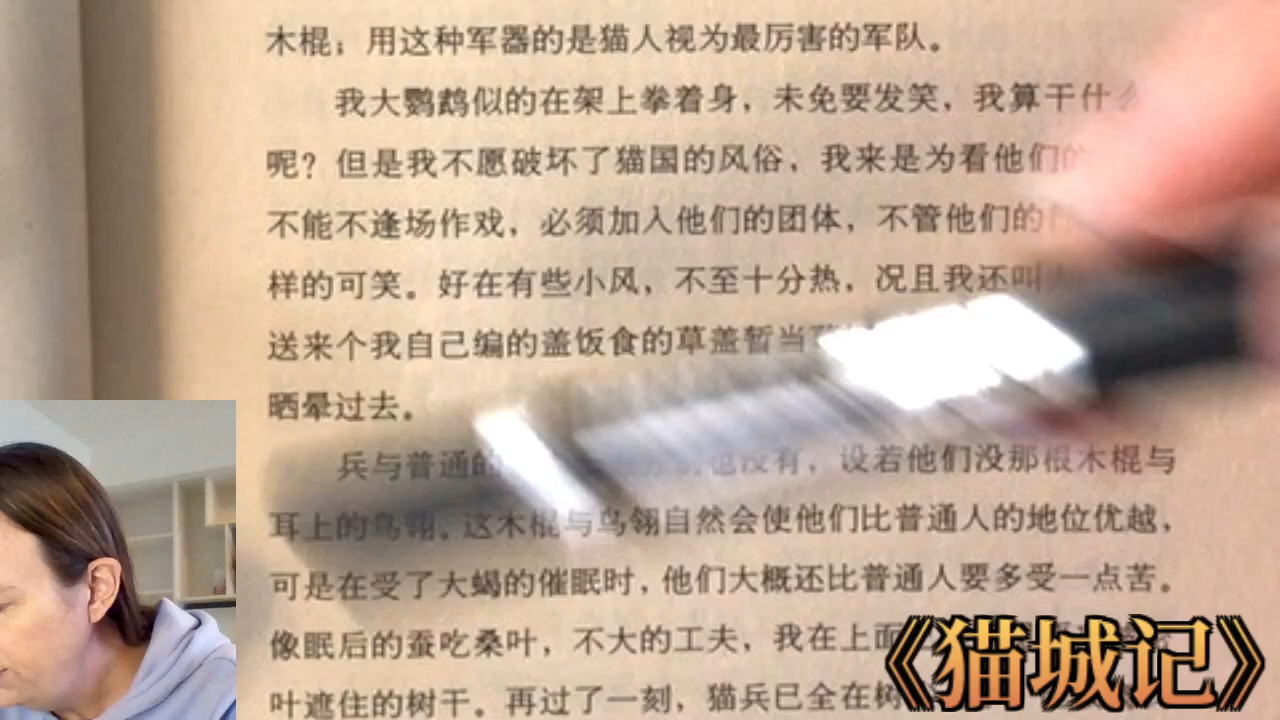 木棍；用这种军器的是猫人视为最厉害的军队。
我大鹦鹉似的在架上拳着身，未免要发笑，我算干什么
呢？但是我不愿破坏了猫国的风俗，我来是为看他们的
不能不逢场作戏，必须加入他们的团体，不管他们的
样的可笑。好在有些小风，不至十分热，况且我还叫
送来个我自己编的盖饭食的草盖暂当
晒晕过去。
兵与普通的 也没有，设若他们没那根木棍与
耳上的鸟翎。这木棍与鸟翎自然会使他们比普通人的地位优越，
可是在受了大蝎的催眠时，他们大概还比普通人要多受一点苦。
像眠后的蚕吃桑叶，不大的工夫，我在上面
叶遮住的树干。再过了一刻，猫兵已全在树
《猫城记》